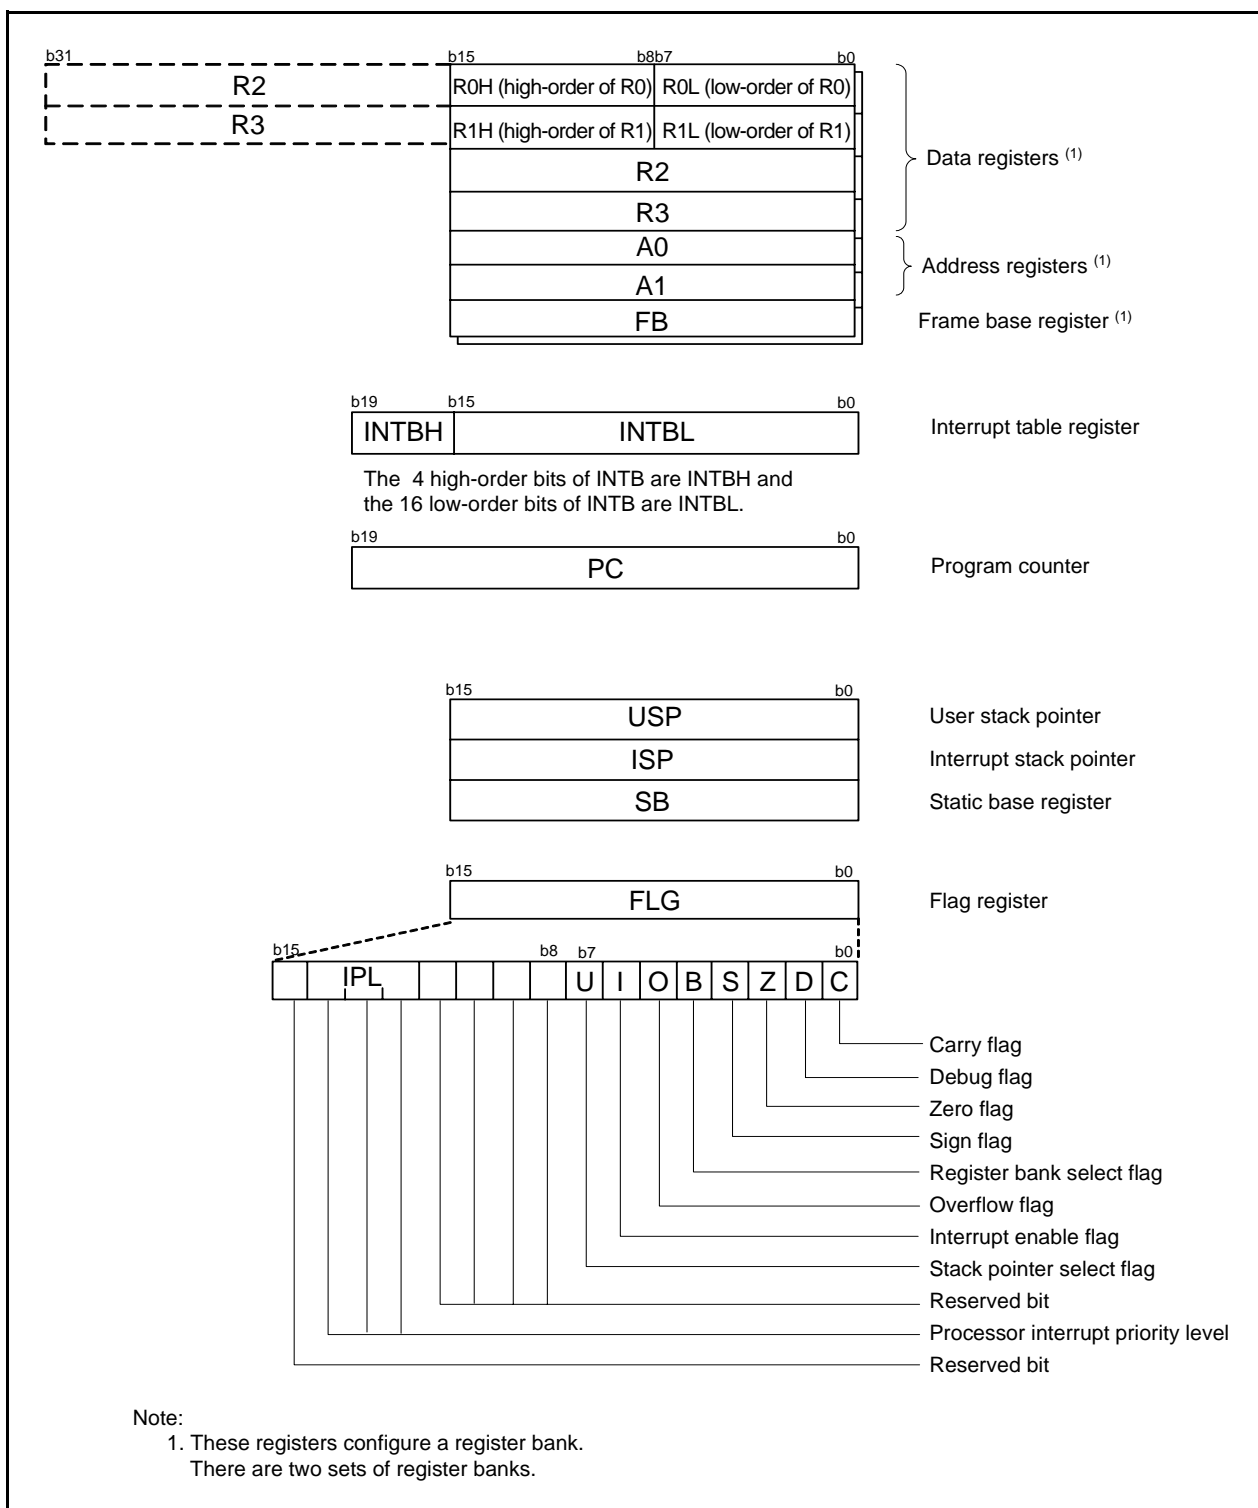 b31 b15 b8b7 b0
R2 R0H (high-order of R0) R0L (low-order of R0)
R3 R1H (high-order of R1) R1L (low-order of R1)
Data registers (1)
R2
R3
A0
Address registers (1)
A1
FB Frame base register (1)
b19 b15 b0
INTBH INTBL Interrupt table register
The 4 high-order bits of INTB are INTBH and
the 16 low-order bits of INTB are INTBL.
b19 b0
PC Program counter
b15 b0
USP User stack pointer
ISP Interrupt stack pointer
SB Static base register
b15 b0
FLG Flag register
b15 b8 b7 b0
IPL U I O B S Z D C
Carry flag
Debug flag
Zero flag
Sign flag
Register bank select flag
Overflow flag
Interrupt enable flag
Stack pointer select flag
Reserved bit
Processor interrupt priority level
Reserved bit
Note:
1. These registers configure a register bank.
There are two sets of register banks.